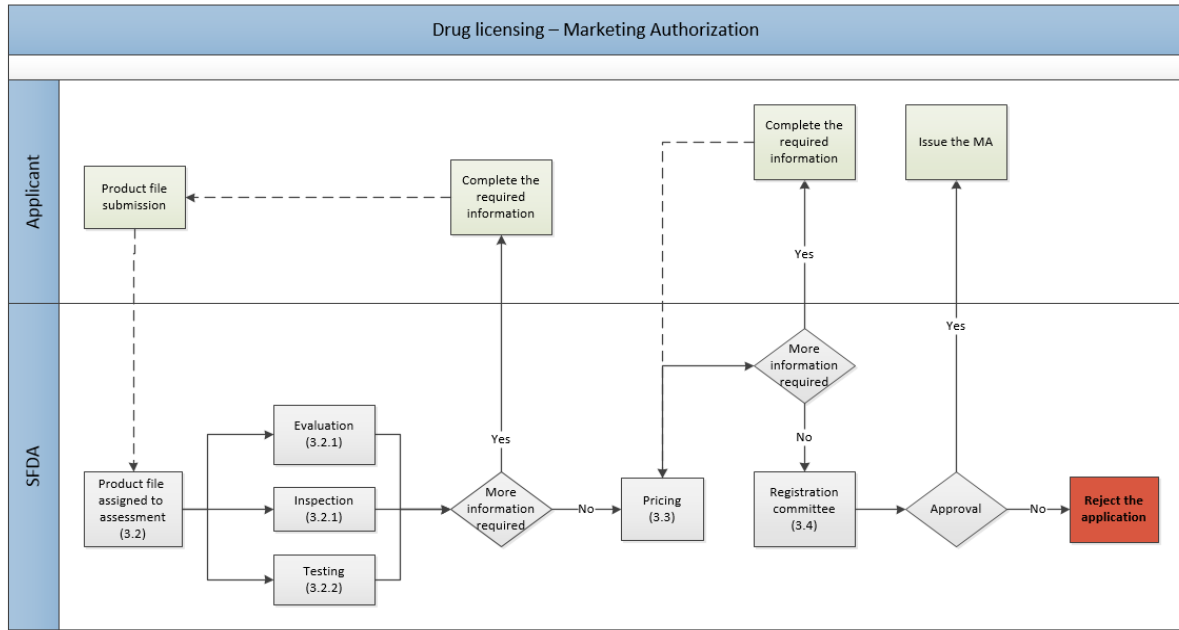 Drug licensing – Marketing Authorization
Applicant
Product file
submission
Complete the
required
information
Complete the
required
information
Issue the MA
Yes
Yes
Yes
SFDA
Product file
assigned to
assessment
(3.2)
Evaluation
(3.2.1)
Inspection
(3.2.1)
Testing
(3.2.2)
More
information
required
No
Pricing
(3.3)
More
information
required
No
Registration
committee
(3.4)
Approval
No
Reject the
application